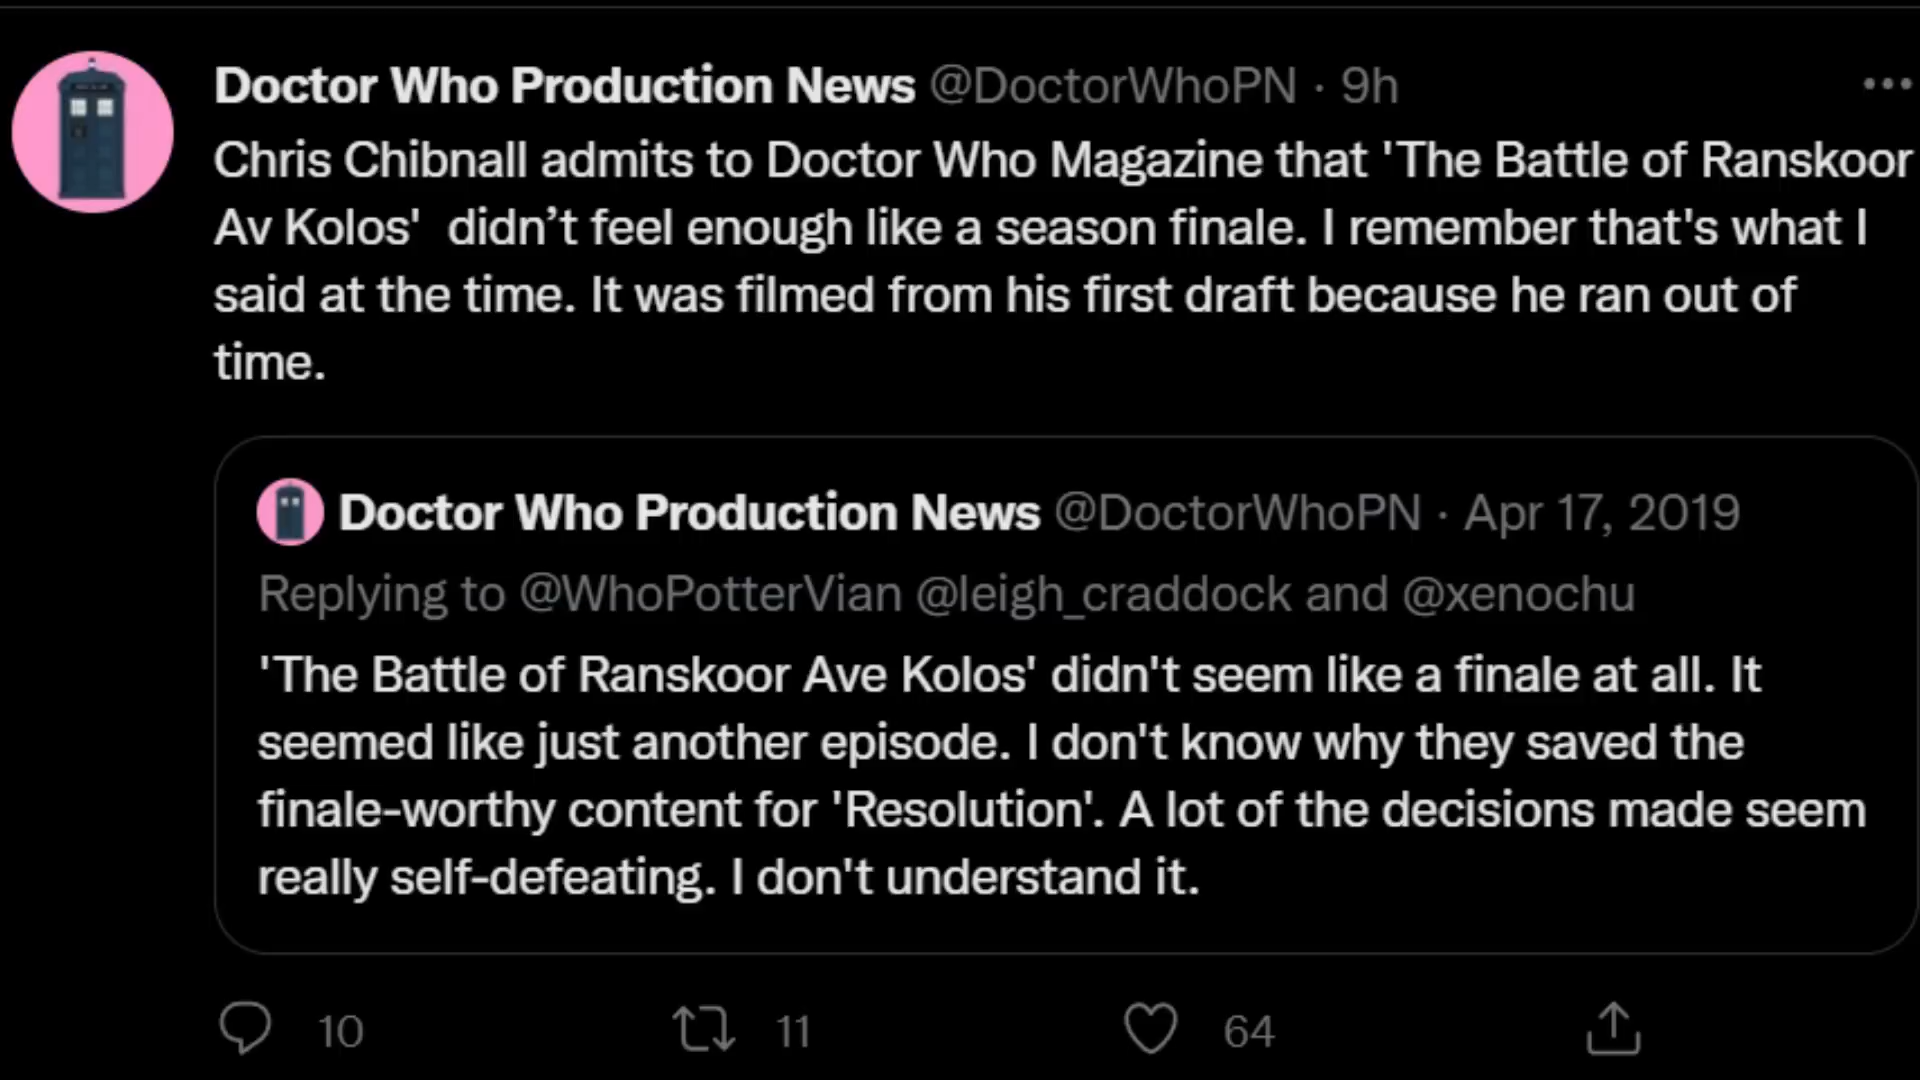 Doctor Who Production News @DoctorWhoPN · 9h
Chris Chibnall admits to Doctor Who Magazine that 'The Battle of Ranskoor
Av Kolos'  didn’t feel enough like a season finale. I remember that's what I
said at the time. It was filmed from his first draft because he ran out of
time.
Doctor Who Production News @DoctorWhoPN · Apr 17, 2019
Replying to @WhoPotterVian @leigh_craddock and @xenochu
'The Battle of Ranskoor Ave Kolos' didn't seem like a finale at all. It
seemed like just another episode. I don't know why they saved the
finale-worthy content for 'Resolution'. A lot of the decisions made seem
really self-defeating. I don't understand it.
10 11 64